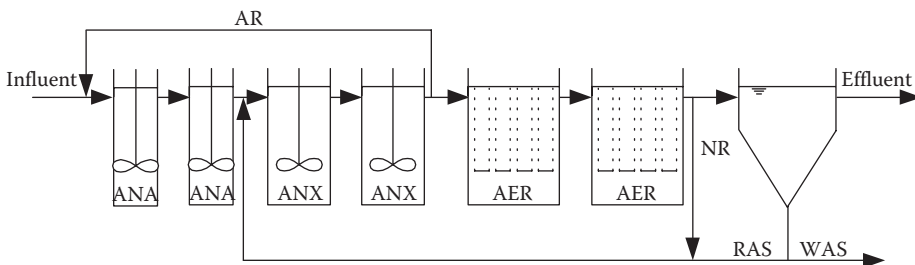 AR
Influent
Effluent
NR
ANA
ANA
ANX
ANX
AER
AER
RAS
WAS